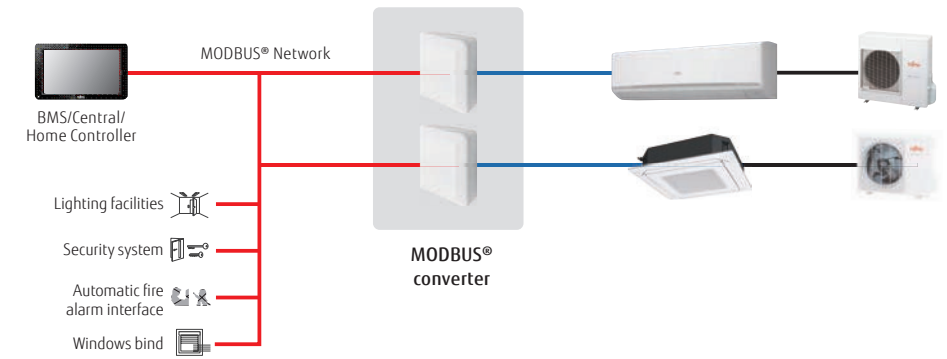 MODBUS® Network
BMS/Central/
Home Controller
Lighting facilities
Security system
Automatic fire
alarm interface
Windows bind
MODBUS®
converter